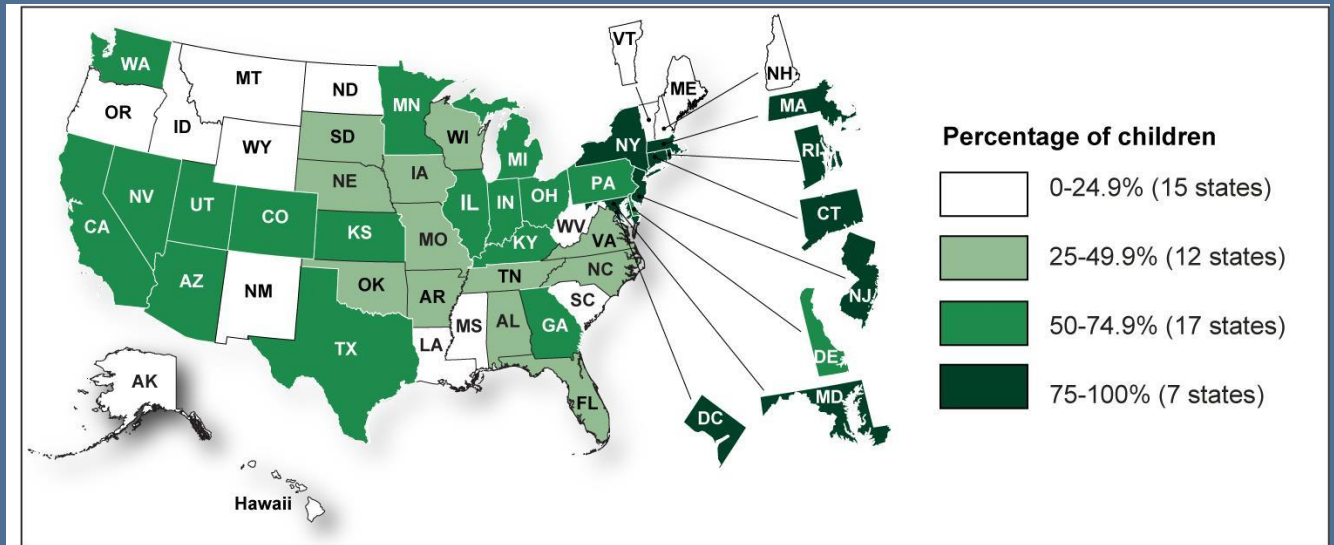 VT
WA
MT
ND
ME
NH
MN
MA
OR
ID
SD
WI
NY
WY
MI
RI
IA
NE
PA
NV
IL
IN
OH
UT
CO
CT
CA
WV
KS
MO
KY
VA
AZ
NM
OK
AR
TN
NC
NJ
SC
MS
AL
GA
TX
LA
DE
AK
FL
MD
DC
Hawaii
Percentage of children
0-24.9% (15 states)
25-49.9% (12 states)
50-74.9% (17 states)
75-100% (7 states)